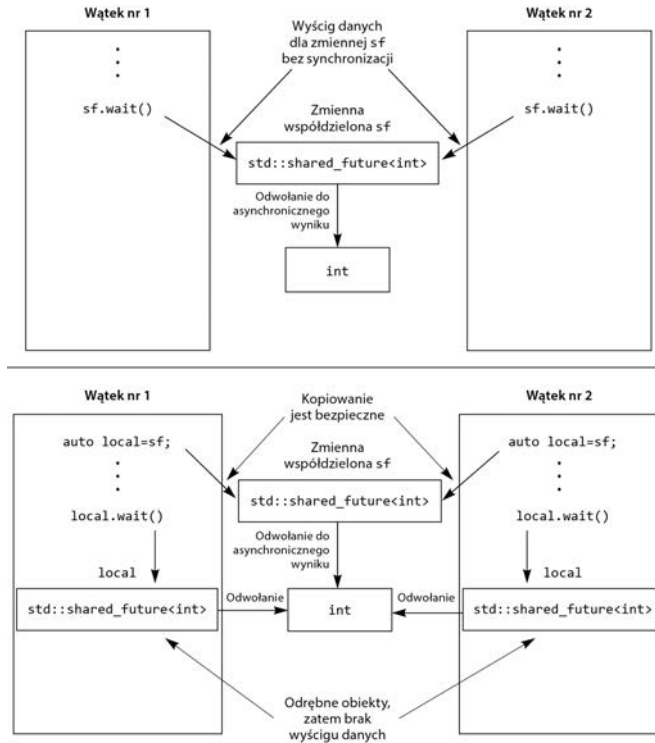 Wątek nr 1
Wątek nr 2
Wyścig danych
dla zmiennej sf
bez synchronizacji
sf.wait()
sf.wait()
Zmienna
współdzielona sf
std::shared_future<int>
Odwołanie do
asynchronicznego
wyniku
int
Wątek nr 1
Wątek nr 2
Kopiowanie
jest bezpieczne
auto local=sf;
auto local=sf;
Zmienna
współdzielona sf
std::shared_future<int>
local.wait()
local.wait()
Odwołanie do
asynchronicznego
wyniku
local
local
std::shared_future<int>
Odwołanie
int
Odwołanie
std::shared_future<int>
Odrębne obiekty,
zatem brak
wyścigu danych